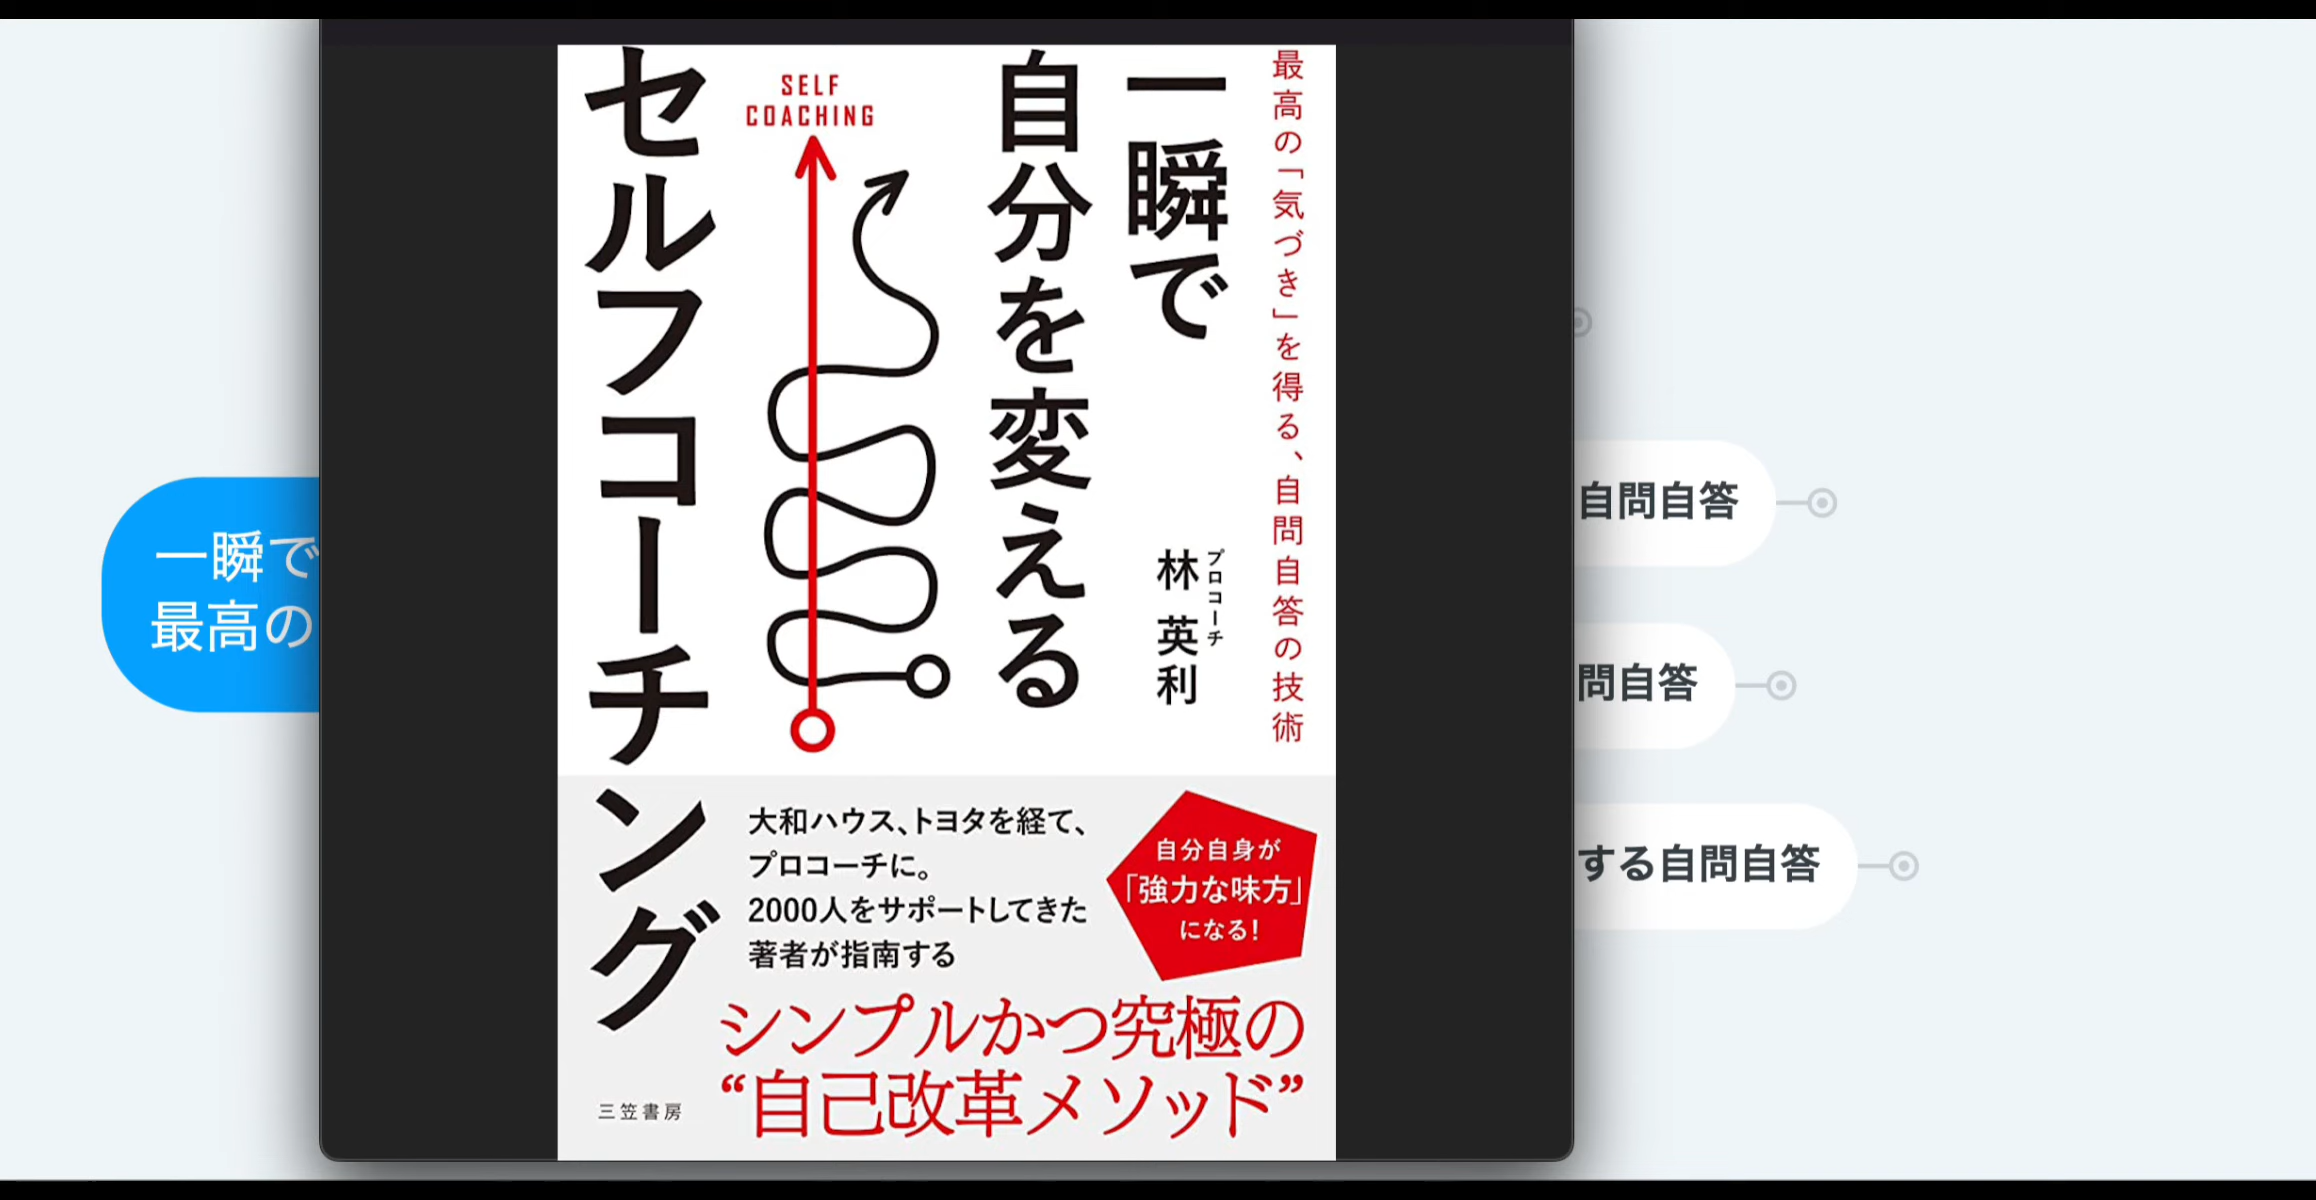 最高の「気づき」を得る、自問自答の技術
一瞬で
自分を変える
セルフコーチング
SELF
COACHING
プロコーチ
林 英利
大和ハウス、トヨタを経て、
プロコーチに。
2000人をサポートしてきた
著者が指南する
自分自身が
「強力な味方」
になる!
シンプルかつ究極の
“自己改革メソッド”
三笠書房
一瞬で
最高の
自問自答
問自答
する自問自答